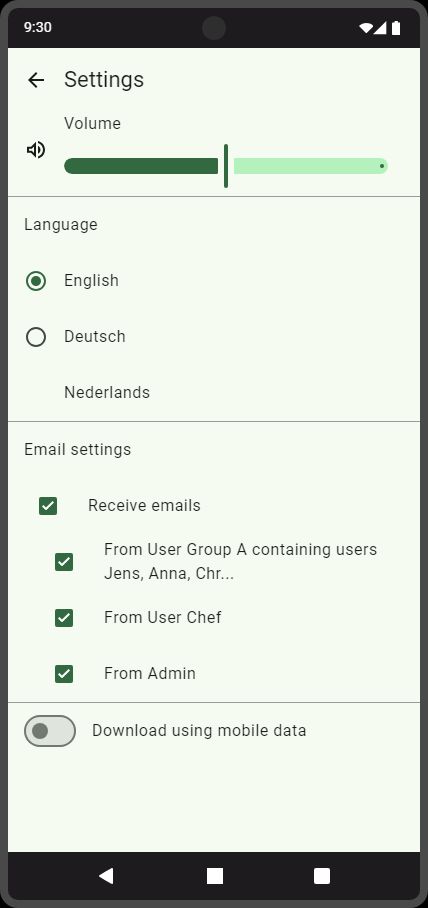 9:30
Settings
Volume
Language
English
Deutsch
Nederlands
Email settings
Receive emails
From User Group A containing users
Jens, Anna, Chr...
From User Chef
From Admin
Download using mobile data